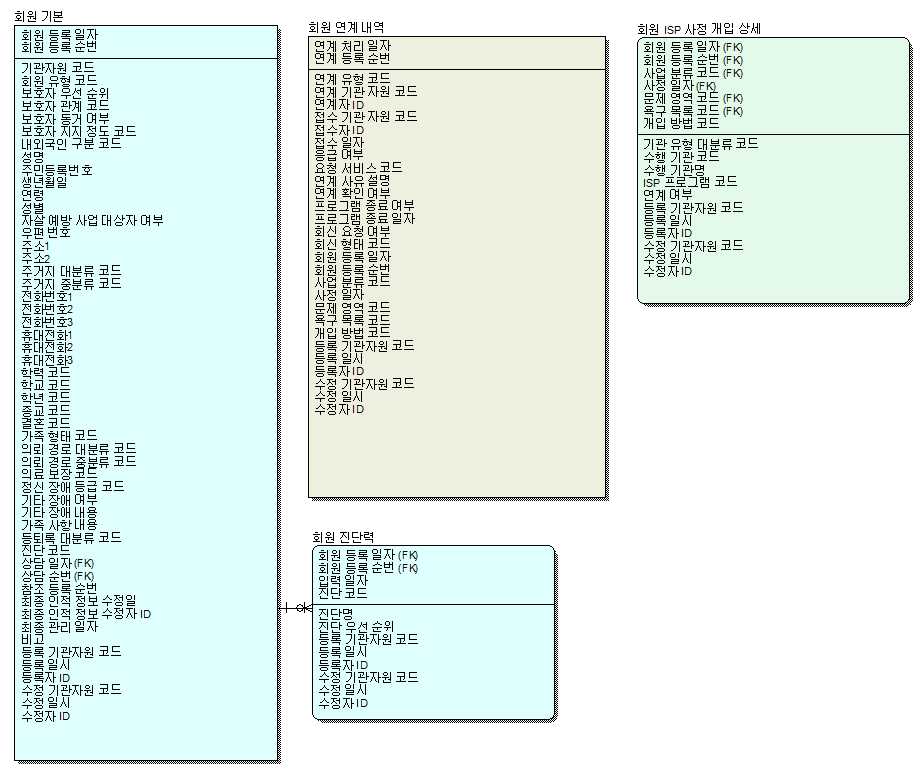 회원 기본
회원 등록 일자
회원 등록 순번
기관자원 코드
회원 유형 코드
보호자 우선 순위
보호자 관계 코드
보호자 동거 여부
보호자 지지 정도 코드
내외국인 구분 코드
성명
주민등록번호
생년월일
연령
성별
자살 예방 사업 대상자 여부
우편 번호
주소1
주소2
주거지 대분류 코드
주거지 중분류 코드
전화번호1
전화번호2
전화번호3
휴대전화1
휴대전화2
휴대전화3
학력 코드
학교 코드
학년 코드
종교 코드
결혼 코드
가족 형태 코드
의뢰 경로 대분류 코드
의뢰 경로 중분류 코드
의료 보장 코드
정신 장애 등급 코드
기타 장애 여부
기타 장애 내용
가족 사항 내용
등퇴록 대분류 코드
진단 코드
상담 일자 (FK)
상담 순번 (FK)
참조 등록 순번
최종 인적 정보 수정일
최종 인적 정보 수정자 ID
최종 관리 일자
비고
등록 기관자원 코드
등록 일시
등록자 ID
수정 기관자원 코드
수정 일시
수정자 ID
회원 연계 내역
연계 처리 일자
연계 등록 순번
연계 유형 코드
연계 기관 자원 코드
연계자 ID
접수 기관 자원 코드
접수자 ID
접수 일자
응급 여부
요청 서비스 코드
연계 사유 설명
연계 확인 여부
프로그램 종료 여부
프로그램 종료 일자
회신 요청 여부
회신 형태 코드
회원 등록 일자
회원 등록 순번
사업 분류 코드
사정 일자
문제 영역 코드
욕구 목록 코드
개입 방법 코드
등록 기관자원 코드
등록 일시
등록자 ID
수정 기관자원 코드
수정 일시
수정자 ID
회원 ISP 사정 개입 상세
회원 등록 일자 (FK)
회원 등록 순번 (FK)
사업 분류 코드 (FK)
사정 일자 (FK)
문제 영역 코드 (FK)
욕구 목록 코드 (FK)
개입 방법 코드
기관 유형 대분류 코드
수행 기관 코드
수행 기관명
ISP 프로그램 코드
연계 여부
등록 기관자원 코드
등록 일시
등록자 ID
수정 기관자원 코드
수정 일시
수정자 ID
회원 진단력
회원 등록 일자 (FK)
회원 등록 순번 (FK)
입력 일자
진단 코드
진단명
진단 우선 순위
등록 기관자원 코드
등록 일시
등록자 ID
수정 기관자원 코드
수정 일시
수정자 ID